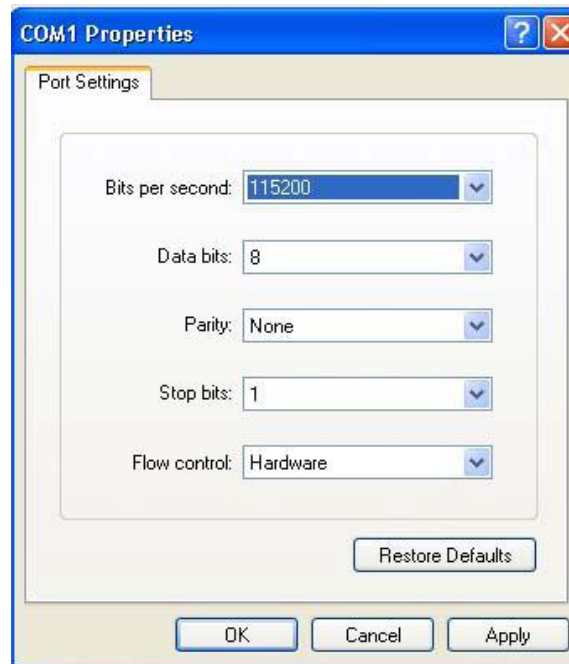 COM1 Properties
Port Settings
Bits per second: 115200
Data bits: 8
Parity: None
Stop bits: 1
Flow control: Hardware
Restore Defaults
OK Cancel Apply